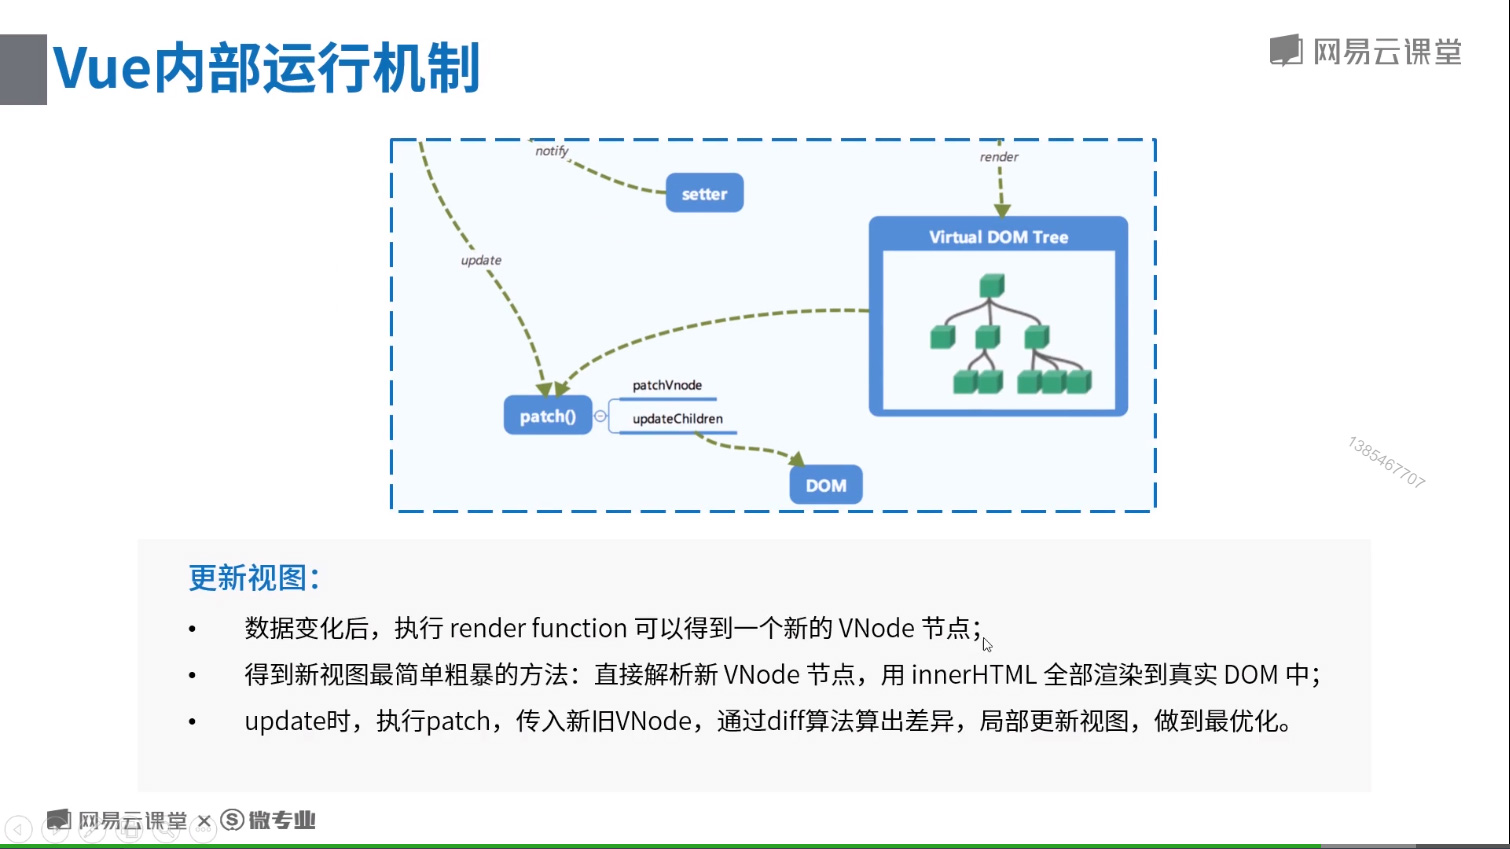 Vue内部运行机制
网易云课堂
notify
render
setter
Virtual DOM Tree
update
patchVnode
patch()
updateChildren
DOM
1385467707
更新视图：
• 数据变化后，执行 render function 可以得到一个新的 VNode 节点；
• 得到新视图最简单粗暴的方法：直接解析新 VNode 节点，用 innerHTML 全部渲染到真实 DOM 中；
• update时，执行patch，传入新旧VNode，通过diff算法算出差异，局部更新视图，做到最优化。
网易云课堂 × Ⓢ微专业